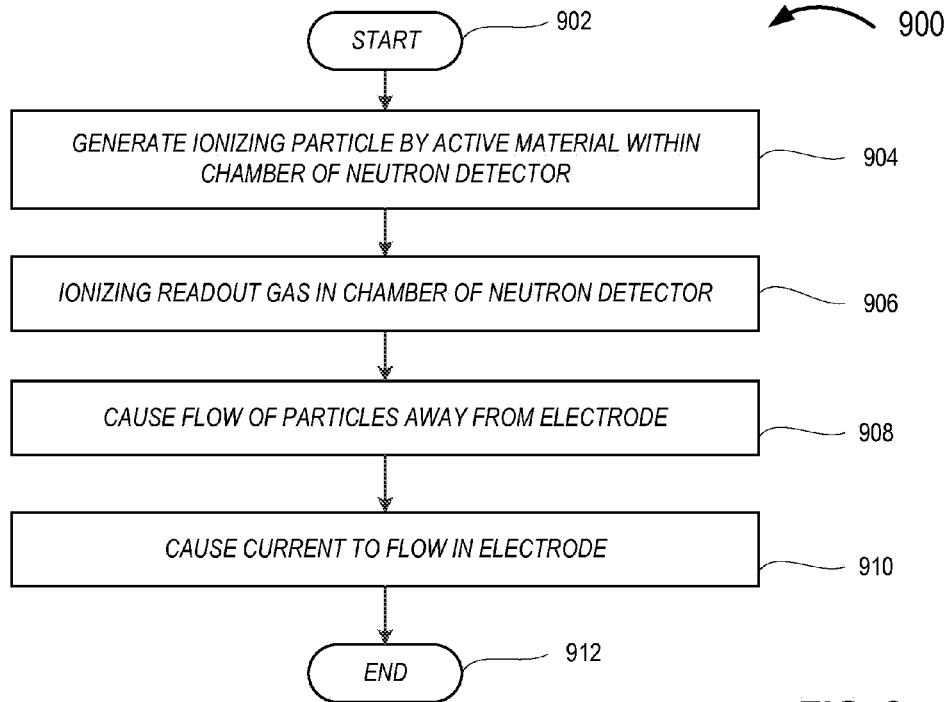 START
902
900
GENERATE IONIZING PARTICLE BY ACTIVE MATERIAL WITHIN
CHAMBER OF NEUTRON DETECTOR
904
IONIZING READOUT GAS IN CHAMBER OF NEUTRON DETECTOR
906
CAUSE FLOW OF PARTICLES AWAY FROM ELECTRODE
908
CAUSE CURRENT TO FLOW IN ELECTRODE
910
END
912